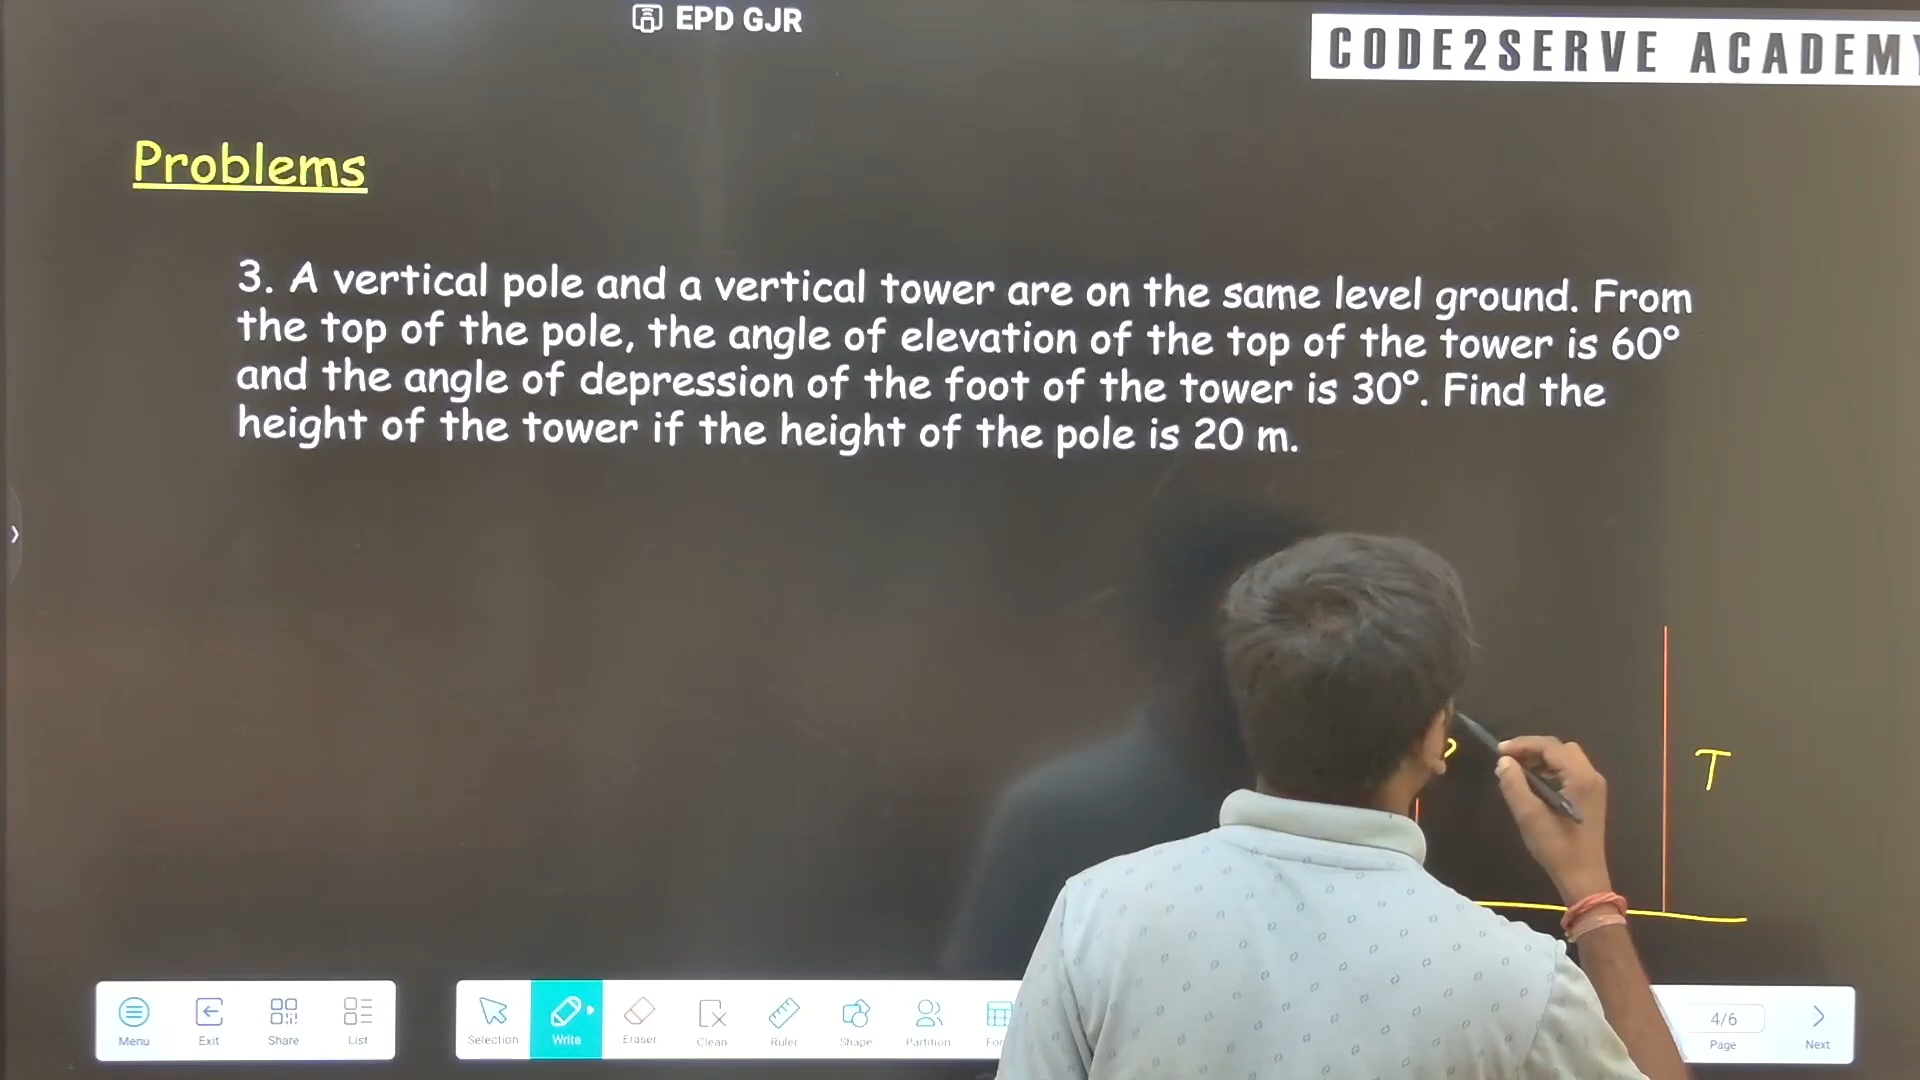 EPD GJR
CODE2SERVE ACADEMY
Problems
3. A vertical pole and a vertical tower are on the same level ground. From
the top of the pole, the angle of elevation of the top of the tower is 60°
and the angle of depression of the foot of the tower is 30°. Find the
height of the tower if the height of the pole is 20 m.
T
Menu Exit Share List Selection Write Eraser Clean Ruler Shape Partition
4/6
Page Next